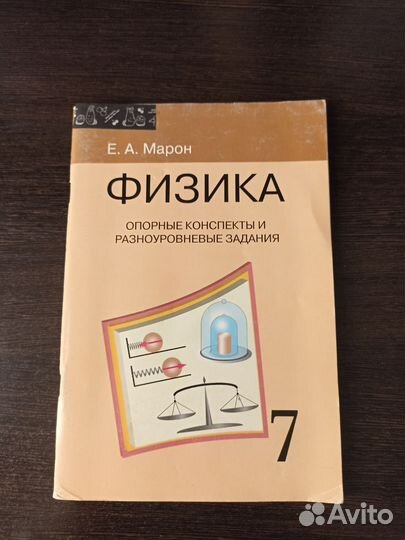 Е. А. Марон
ФИЗИКА
ОПОРНЫЕ КОНСПЕКТЫ И
РАЗНОУРОВНЕВЫЕ ЗАДАНИЯ
7
Avito